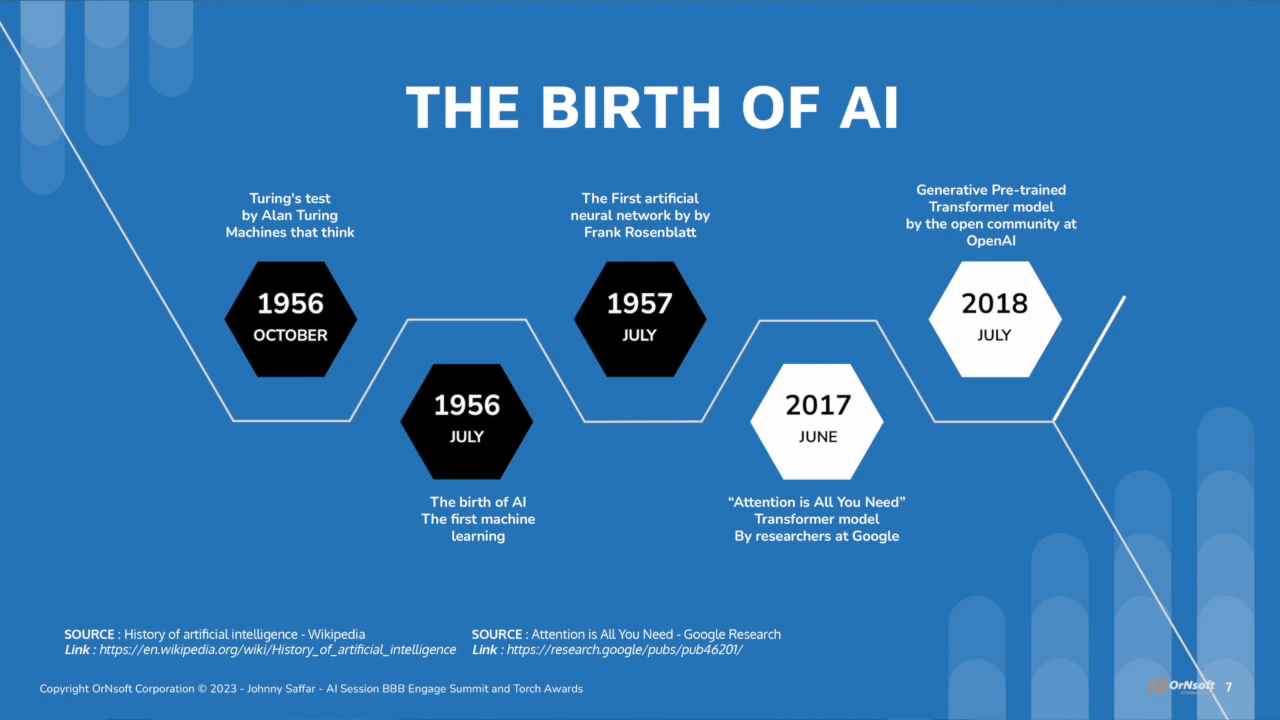 THE BIRTH OF AI
Turing's test
by Alan Turing
Machines that think
1956
OCTOBER
1956
JULY
The birth of AI
The first machine
learning
The First artificial
neural network by by
Frank Rosenblatt
1957
JULY
2017
JUNE
“Attention is All You Need”
Transformer model
By researchers at Google
Generative Pre-trained
Transformer model
by the open community at
OpenAI
2018
JULY
SOURCE : History of artificial intelligence - Wikipedia
Link : https://en.wikipedia.org/wiki/History_of_artificial_intelligence
SOURCE : Attention is All You Need - Google Research
Link : https://research.google/pubs/pub46201/
Copyright OrNsoft Corporation © 2023 - Johnny Saffar - AI Session BBB Engage Summit and Torch Awards
OrNsoft
7